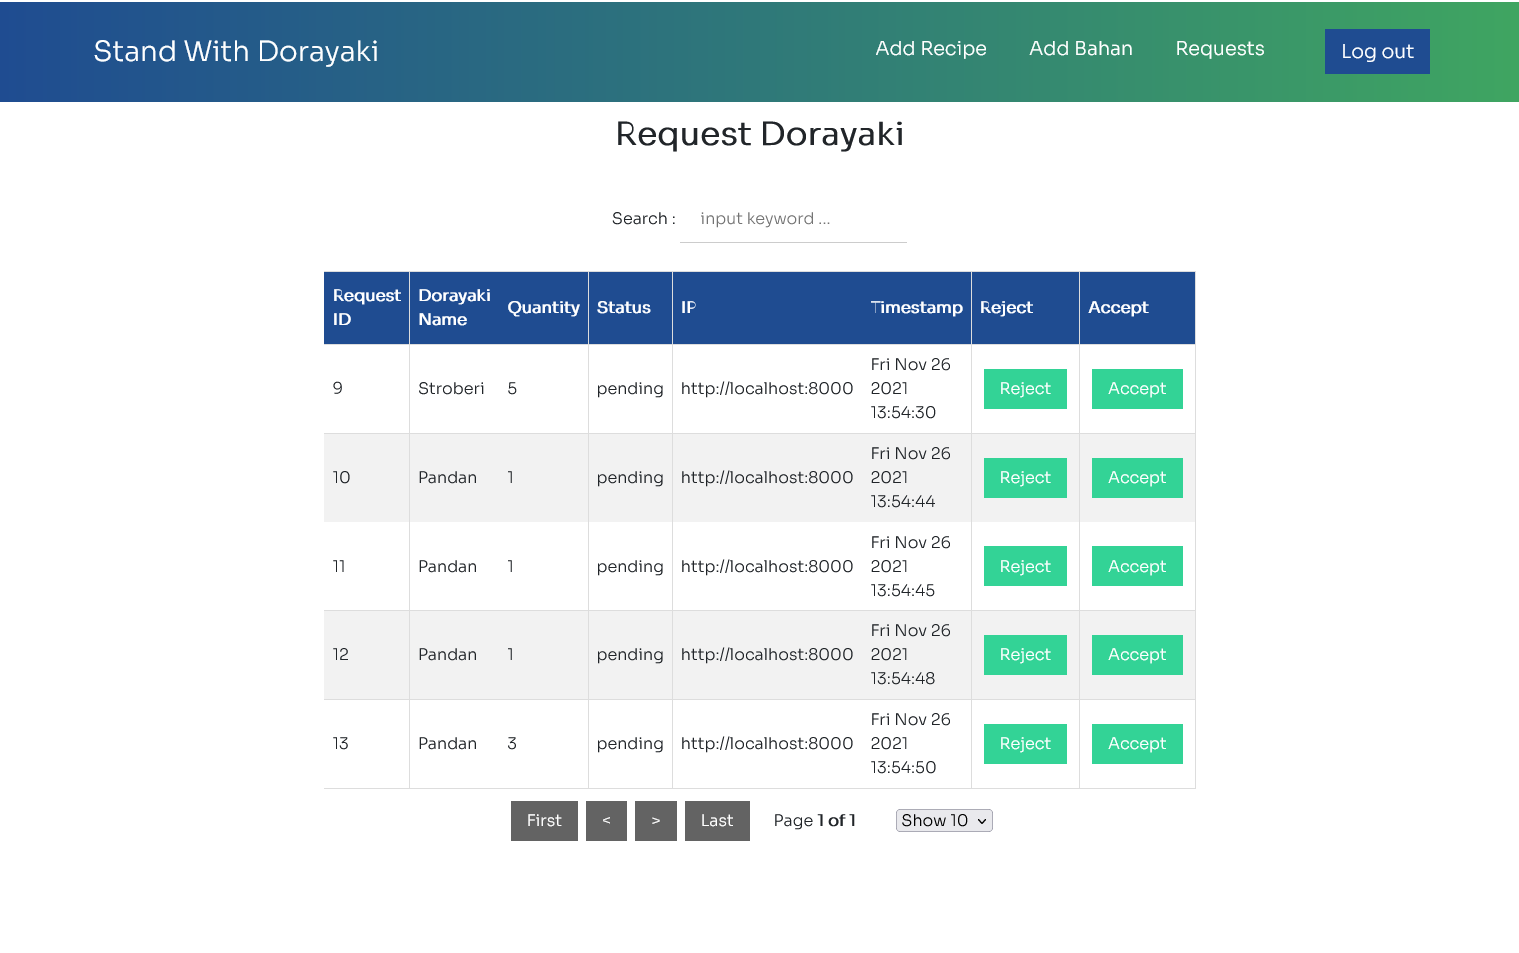 Stand With Dorayaki Add Recipe Add Bahan Requests Log out
Request Dorayaki
Search : input keyword ...
Request ID Dorayaki Name Quantity Status IP Timestamp Reject Accept
9 Stroberi 5 pending http://localhost:8000 Fri Nov 26 2021 13:54:30 Reject Accept
10 Pandan 1 pending http://localhost:8000 Fri Nov 26 2021 13:54:44 Reject Accept
11 Pandan 1 pending http://localhost:8000 Fri Nov 26 2021 13:54:45 Reject Accept
12 Pandan 1 pending http://localhost:8000 Fri Nov 26 2021 13:54:48 Reject Accept
13 Pandan 3 pending http://localhost:8000 Fri Nov 26 2021 13:54:50 Reject Accept
First < > Last Page 1 of 1 Show 10